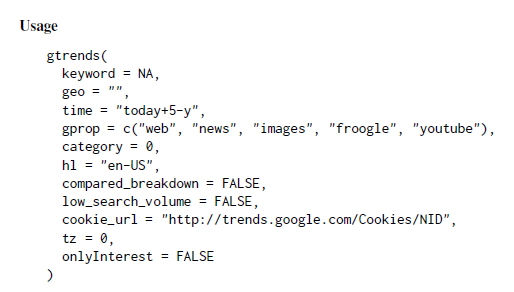 Usage
gtrends(
keyword = NA,
geo = "",
time = "today+5-y",
gprop = c("web", "news", "images", "froogle", "youtube"),
category = 0,
hl = "en-US",
compared_breakdown = FALSE,
low_search_volume = FALSE,
cookie_url = "http://trends.google.com/Cookies/NID",
tz = 0,
onlyInterest = FALSE
)